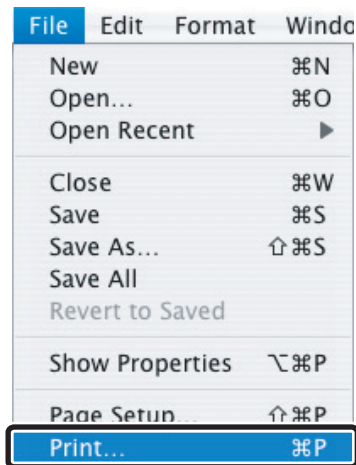 File Edit Format Windo
New ⌘N
Open... ⌘O
Open Recent ▶
Close ⌘W
Save ⌘S
Save As... ⇧⌘S
Save All
Revert to Saved
Show Properties ⌥⌘P
Page Setup... ⇧⌘P
Print... ⌘P